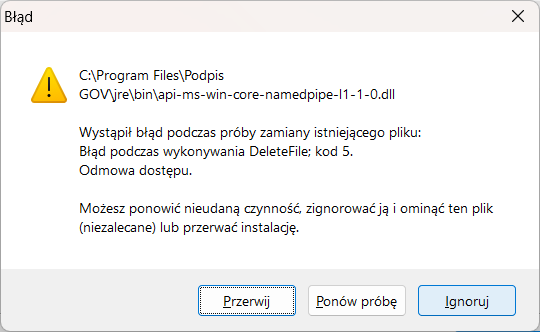 Błąd
C:\Program Files\Podpis
GOV\jre\bin\api-ms-win-core-namedpipe-l1-1-0.dll
Wystąpił błąd podczas próby zamiany istniejącego pliku:
Błąd podczas wykonywania DeleteFile; kod 5.
Odmowa dostępu.
Możesz ponowić nieudaną czynność, zignorować ją i ominąć ten plik
(niezalecane) lub przerwać instalację.
Przerwij
Ponów próbę
Ignoruj